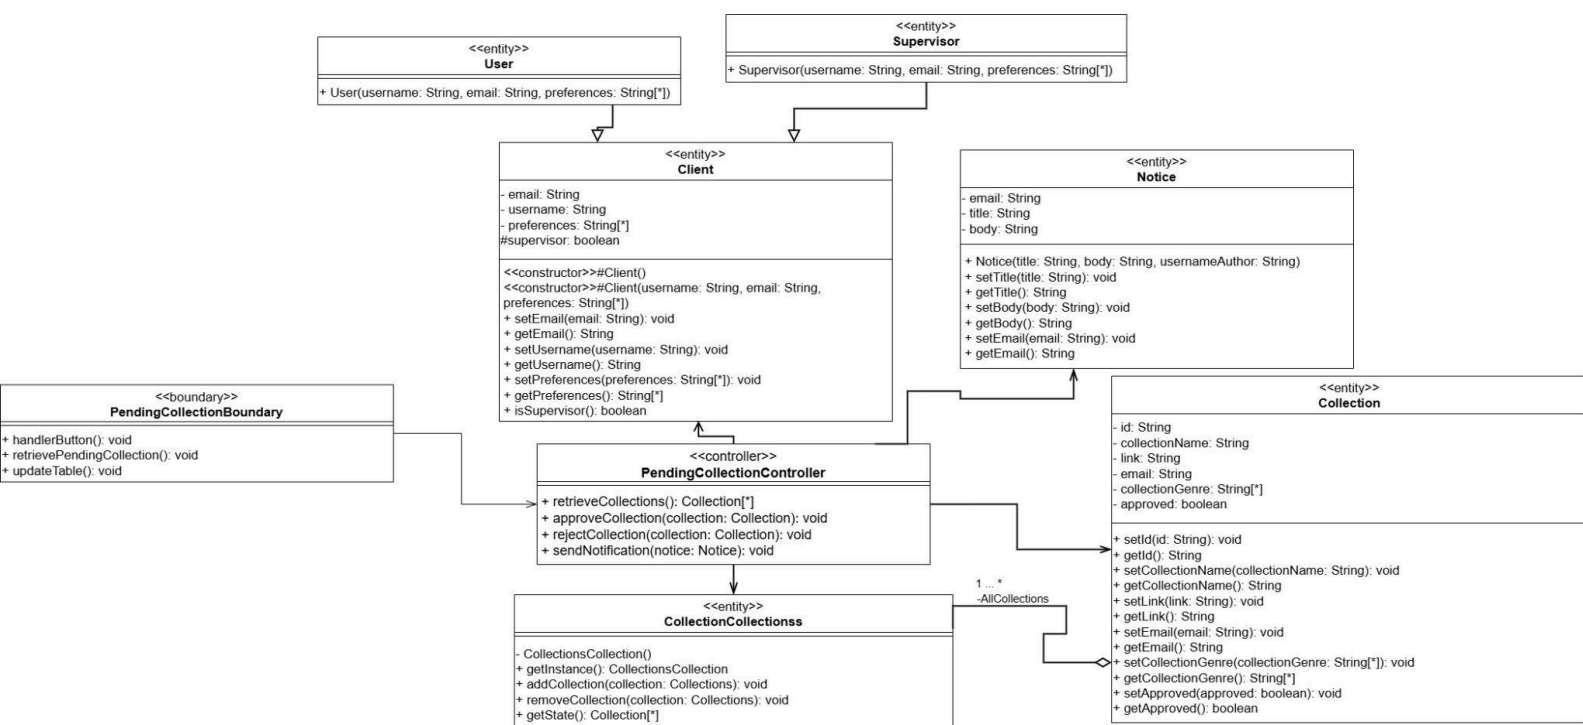 <<entity>>
User
+ User(username: String, email: String, preferences: String[*])
<<entity>>
Supervisor
+ Supervisor(username: String, email: String, preferences: String[*])
<<entity>>
Client
- email: String
- username: String
- preferences: String[*]
#supervisor: boolean
<<constructor>>#Client()
<<constructor>>#Client(username: String, email: String,
preferences: String[*])
+ setEmail(email: String): void
+ getEmail(): String
+ setUsername(username: String): void
+ getUsername(): String
+ setPreferences(preferences: String[*]): void
+ getPreferences(): String[*]
+ isSupervisor(): boolean
<<entity>>
Notice
- email: String
- title: String
- body: String
+ Notice(title: String, body: String, usernameAuthor: String)
+ setTitle(title: String): void
+ getTitle(): String
+ setBody(body: String): void
+ getBody(): String
+ setEmail(email: String): void
+ getEmail(): String
<<boundary>>
PendingCollectionBoundary
+ handlerButton(): void
+ retrievePendingCollection(): void
+ updateTable(): void
<<controller>>
PendingCollectionController
+ retrieveCollections(): Collection[*]
+ approveCollection(collection: Collection): void
+ rejectCollection(collection: Collection): void
+ sendNotification(notice: Notice): void
<<entity>>
Collection
- id: String
- collectionName: String
- link: String
- email: String
- collectionGenre: String[*]
- approved: boolean
+ setId(id: String): void
+ getId(): String
+ setCollectionName(collectionName: String): void
+ getCollectionName(): String
+ setLink(link: String): void
+ getLink(): String
+ setEmail(email: String): void
+ getEmail(): String
+ setCollectionGenre(collectionGenre: String[*]): void
+ getCollectionGenre(): String[*]
+ setApproved(approved: boolean): void
+ getApproved(): boolean
1 ... *
-AllCollections
<<entity>>
CollectionCollectionss
- CollectionsCollection()
+ getInstance(): CollectionsCollection
+ addCollection(collection: Collections): void
+ removeCollection(collection: Collections): void
+ getState(): Collection[*]